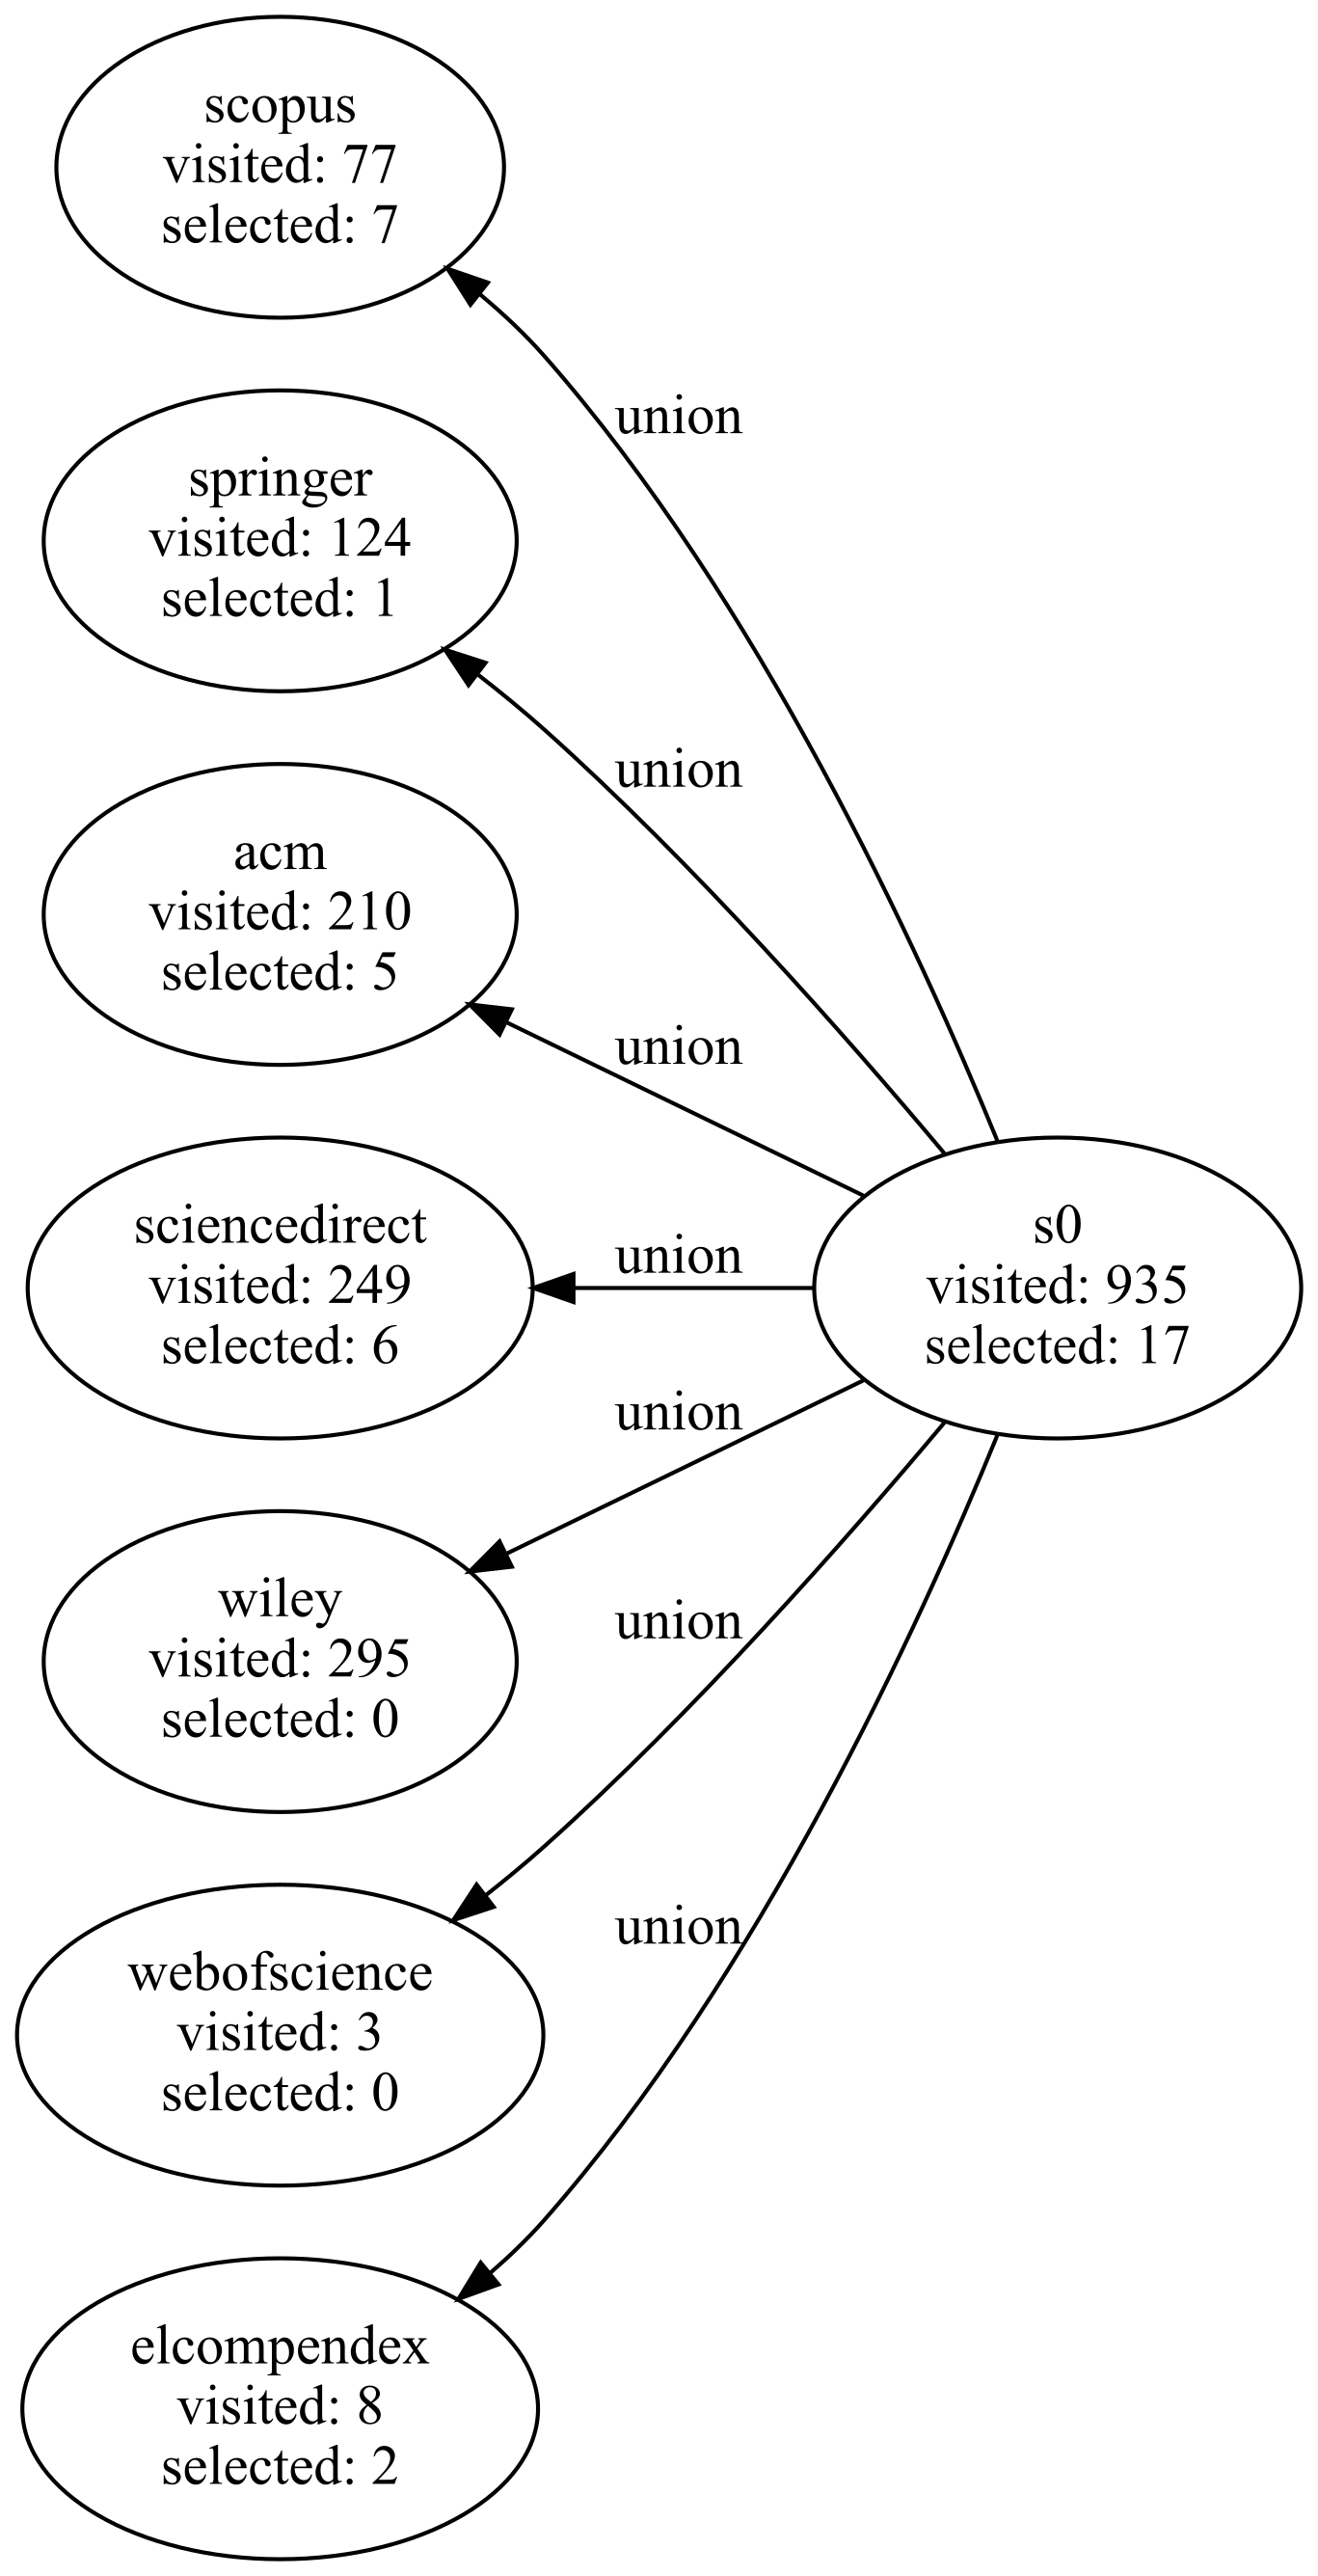 scopus
visited: 77
selected: 7
union
springer
visited: 124
selected: 1
union
acm
visited: 210
selected: 5
union
sciencedirect
visited: 249
selected: 6
union
s0
visited: 935
selected: 17
union
wiley
visited: 295
selected: 0
union
webofscience
visited: 3
selected: 0
union
elcompendex
visited: 8
selected: 2